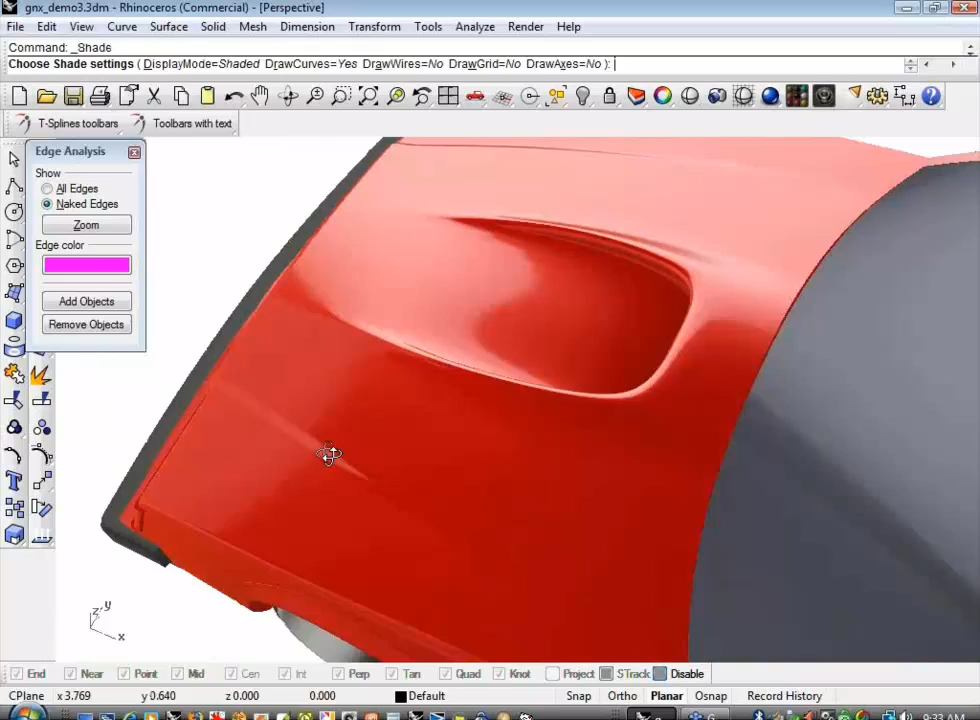 gnx_demo3.3dm - Rhinoceros (Commercial) - [Perspective]
File Edit View Curve Surface Solid Mesh Dimension Transform Tools Analyze Render Help
Command: _Shade
Choose Shade settings ( DisplayMode=Shaded DrawCurves=Yes DrawWires=No DrawGrid=No DrawAxes=No ):
T-Splines toolbars Toolbars with text
Edge Analysis
Show
All Edges
Naked Edges
Zoom
Edge color
Add Objects
Remove Objects
z y
x
End Near Point Mid Cen Int Perp Tan Quad Knot Project STrack Disable
CPlane x 3.769 y 0.640 z 0.000 0.000 Default Snap Ortho Planar Osnap Record History
9:33 AM